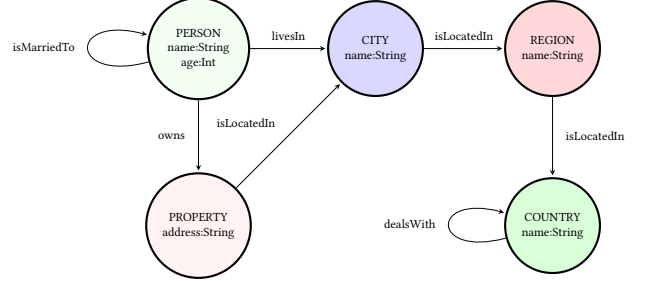 PERSON
name:String
age:Int
isMarriedTo
livesIn
CITY
name:String
isLocatedIn
REGION
name:String
owns
isLocatedIn
isLocatedIn
PROPERTY
address:String
dealsWith
COUNTRY
name:String